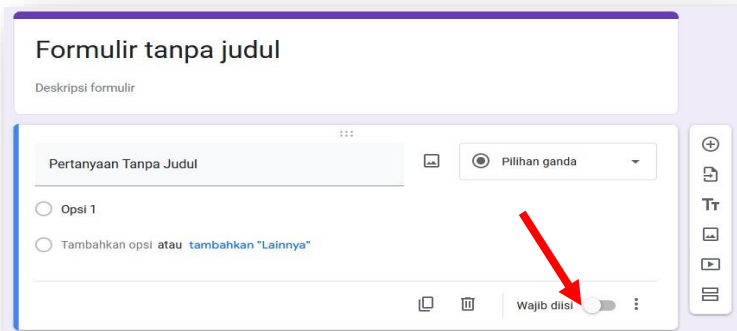 Formulir tanpa judul
Deskripsi formulir
Pertanyaan Tanpa Judul
Pilihan ganda
Opsi 1
Tambahkan opsi atau tambahkan "Lainnya"
Wajib diisi
Tт